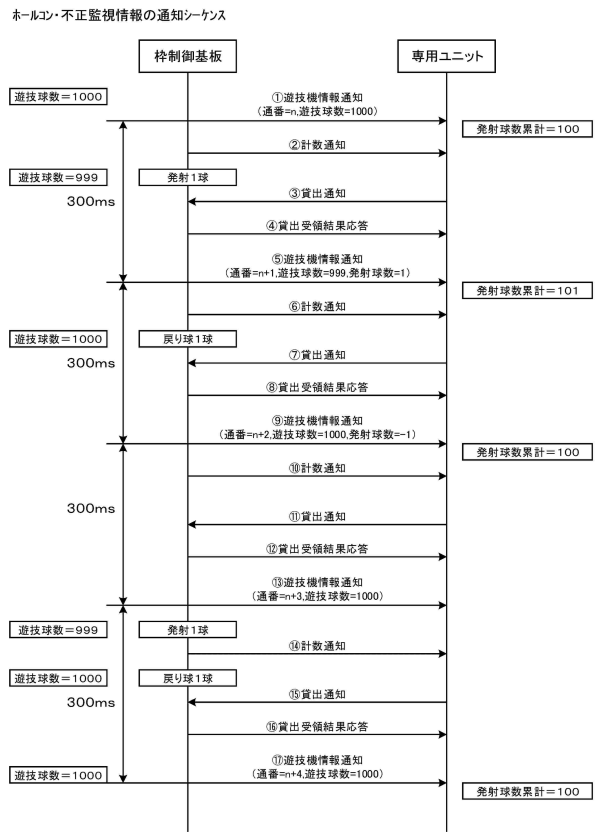 ホールコン・不正監視情報の通知シーケンス
枠制御基板
専用ユニット
遊技球数＝1000
①遊技機情報通知
(通番=n,遊技球数=1000)
発射球数累計＝100
②計数通知
遊技球数＝999
発射1球
300ms
③貸出通知
④貸出受領結果応答
⑤遊技機情報通知
(通番=n+1,遊技球数=999,発射球数=1)
発射球数累計＝101
⑥計数通知
遊技球数＝1000
戻り球1球
300ms
⑦貸出通知
⑧貸出受領結果応答
⑨遊技機情報通知
(通番=n+2,遊技球数=1000,発射球数=-1)
発射球数累計＝100
⑩計数通知
300ms
⑪貸出通知
⑫貸出受領結果応答
⑬遊技機情報通知
(通番=n+3,遊技球数=1000)
遊技球数＝999
発射1球
⑭計数通知
遊技球数＝1000
戻り球1球
300ms
⑮貸出通知
⑯貸出受領結果応答
⑰遊技機情報通知
(通番=n+4,遊技球数=1000)
遊技球数＝1000
発射球数累計＝100